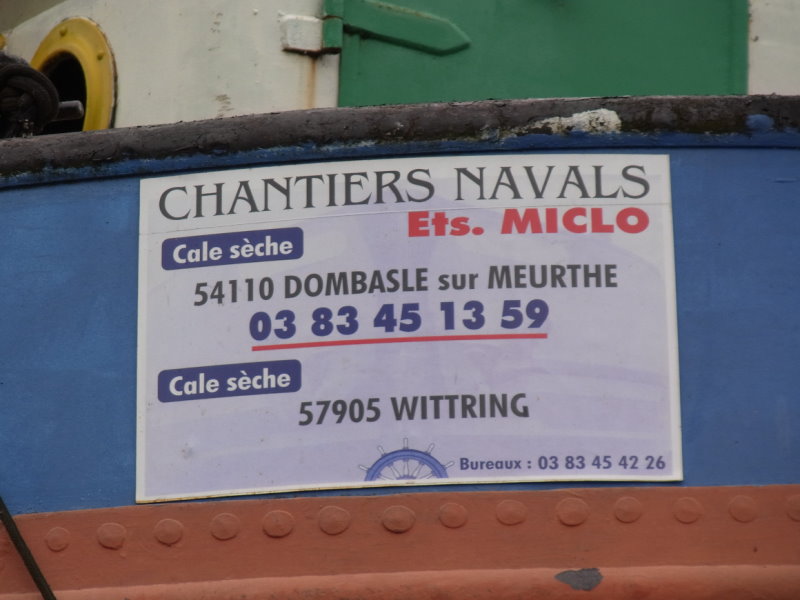 CHANTIERS NAVALS
Ets. MICLO
Cale sèche
54110 DOMBASLE sur MEURTHE
03 83 45 13 59
Cale sèche
57905 WITTRING
Bureaux : 03 83 45 42 26